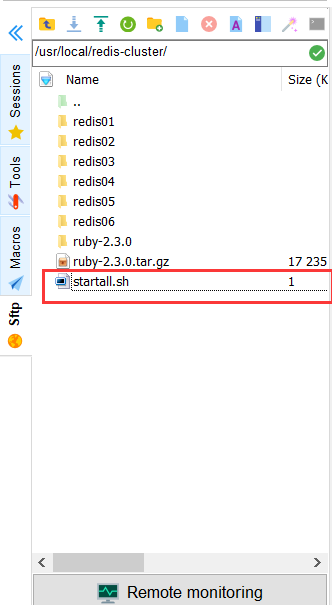 /usr/local/redis-cluster/
Name Size (K
..
redis01
redis02
redis03
redis04
redis05
redis06
ruby-2.3.0
ruby-2.3.0.tar.gz 17 235
startall.sh 1
Sessions
Tools
Macros
Sftp
Remote monitoring